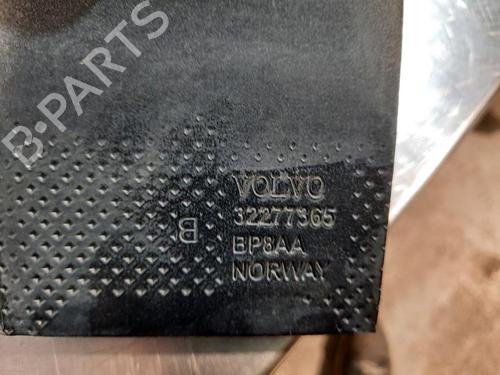 B-PARTS
VOLVO
32277365
B
BP8AA
NORWAY